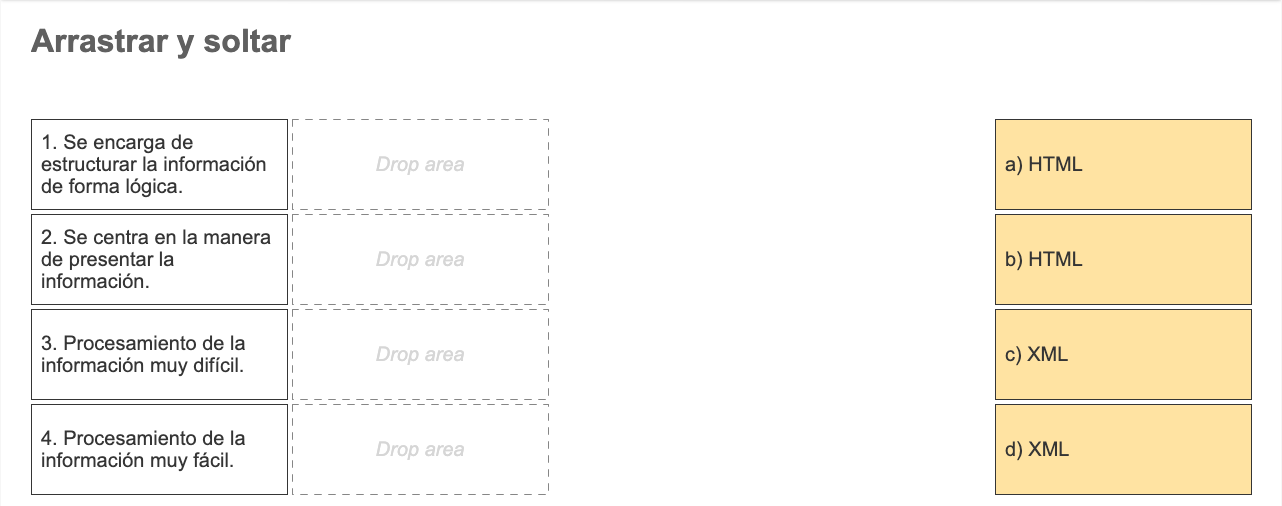 Arrastrar y soltar
1. Se encarga de
estructurar la información
de forma lógica.
Drop area
a) HTML
2. Se centra en la manera
de presentar la
información.
Drop area
b) HTML
3. Procesamiento de la
información muy difícil.
Drop area
c) XML
4. Procesamiento de la
información muy fácil.
Drop area
d) XML